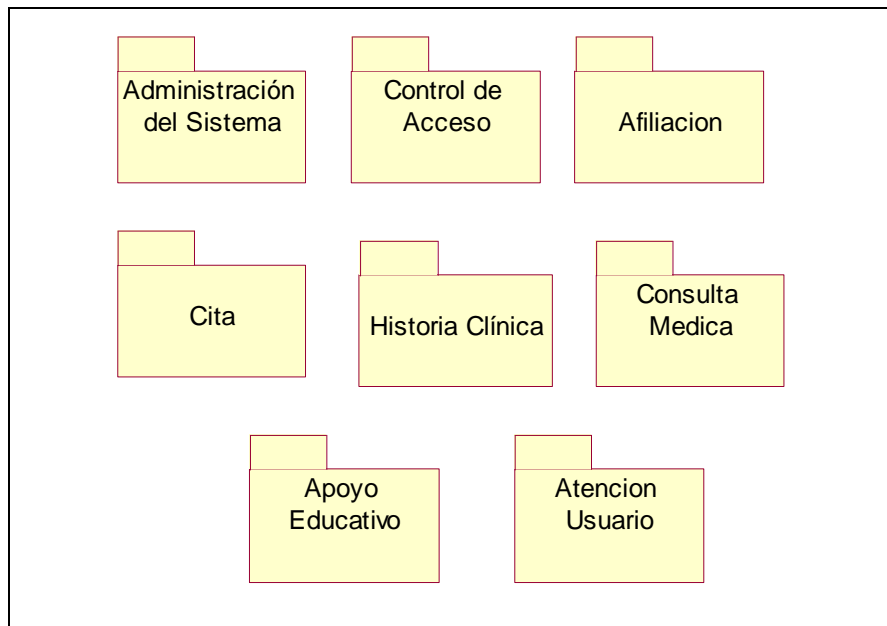 Administración
del Sistema
Control de
Acceso
Afiliacion
Cita
Historia Clínica
Consulta
Medica
Apoyo
Educativo
Atencion
Usuario